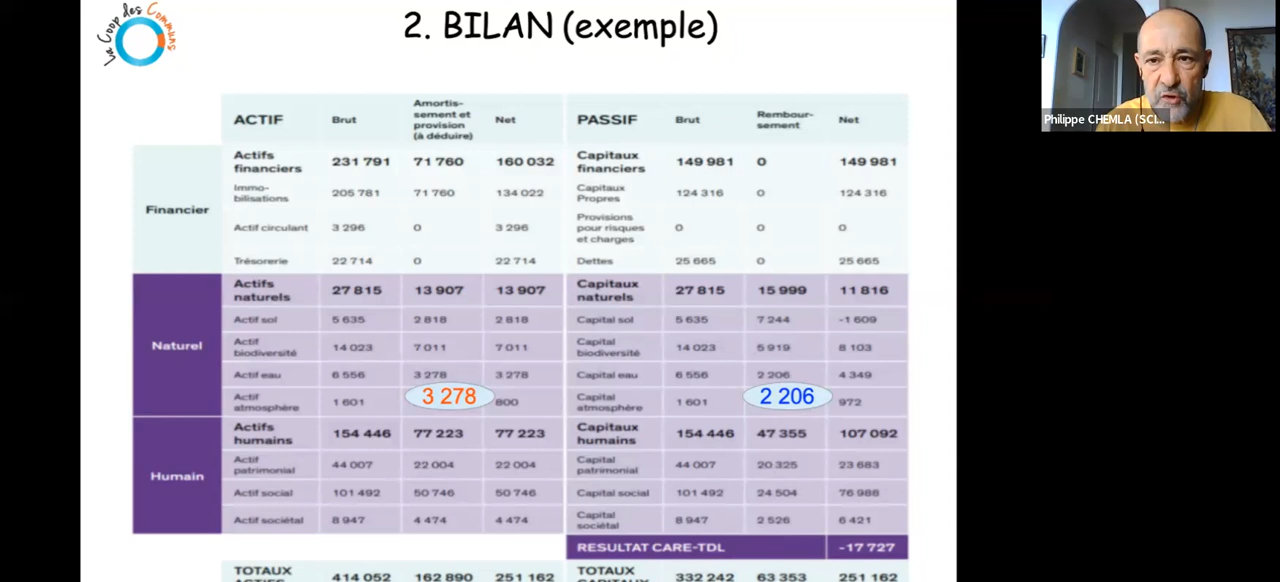 La Coop des Communs
2. BILAN (exemple)
Philippe CHEMLA (SCI...
ACTIF Brut Amortis-
sement et
provision
(à déduire) Net PASSIF Brut Rembour-
sement Net
Financier
Actifs
financiers 231 791 71 760 160 032 Capitaux
financiers 149 981 0 149 981
Immo-
bilisations 205 781 71 760 134 022 Capitaux
Propres 124 316 0 124 316
Actif circulant 3 296 0 3 296 Provisions
pour risques
et charges 0 0 0
Trésorerie 22 714 0 22 714 Dettes 25 665 0 25 665
Naturel
Actifs
naturels 27 815 13 907 13 907 Capitaux
naturels 27 815 15 999 11 816
Actif sol 5 635 2 818 2 818 Capital sol 5 635 7 244 -1 609
Actif
biodiversité 14 023 7 011 7 011 Capital
biodiversité 14 023 5 919 8 103
Actif eau 6 556 3 278 3 278 Capital eau 6 556 2 206 4 349
Actif
atmosphère 1 601 3 278 800 Capital
atmosphère 1 601 2 206 972
Humain
Actifs
humains 154 446 77 223 77 223 Capitaux
humains 154 446 47 355 107 092
Actif
patrimonial 44 007 22 004 22 004 Capital
patrimonial 44 007 20 325 23 683
Actif social 101 492 50 746 50 746 Capital social 101 492 24 504 76 988
Actif sociétal 8 947 4 474 4 474 Capital
sociétal 8 947 2 526 6 421
RESULTAT CARE-TDL -17 727
TOTAUX
ACTIFS 414 052 162 890 251 162 TOTAUX
CAPITAUX 332 242 63 353 251 162